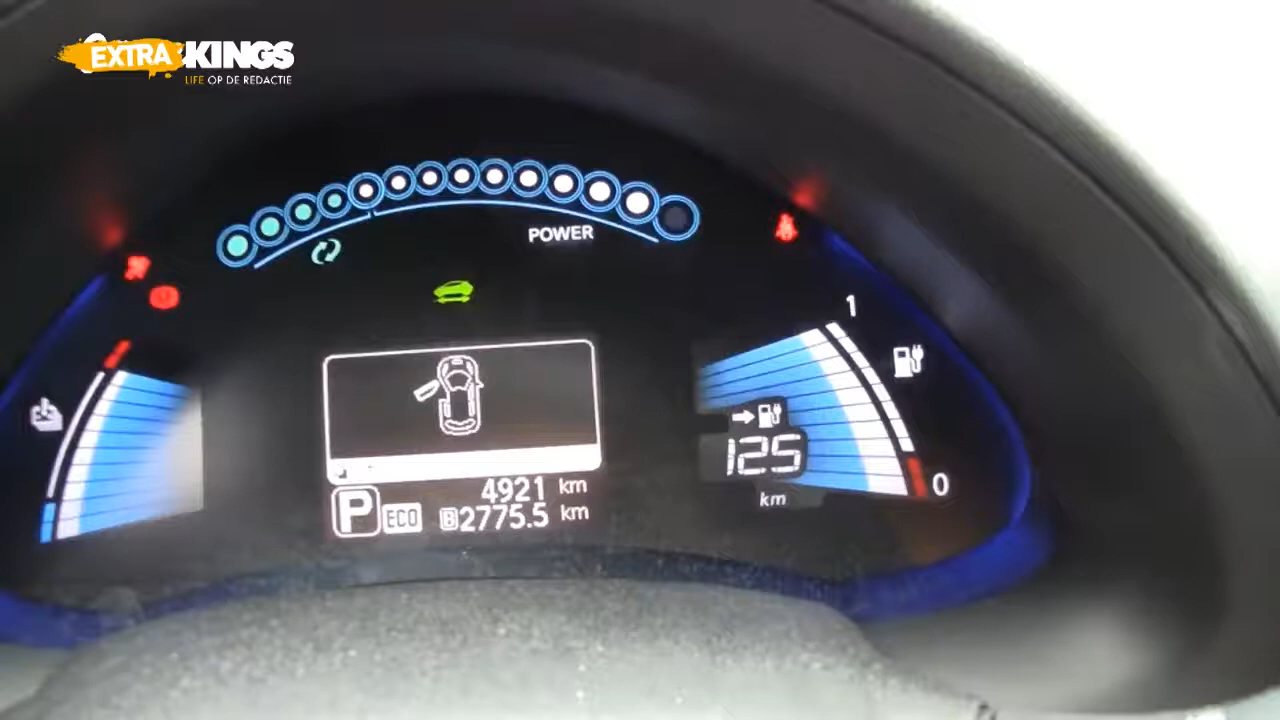 EXTRA KINGS
LIFE OP DE REDACTIE
POWER
1
125
km
0
4921 km
P ECO B 2775.5 km